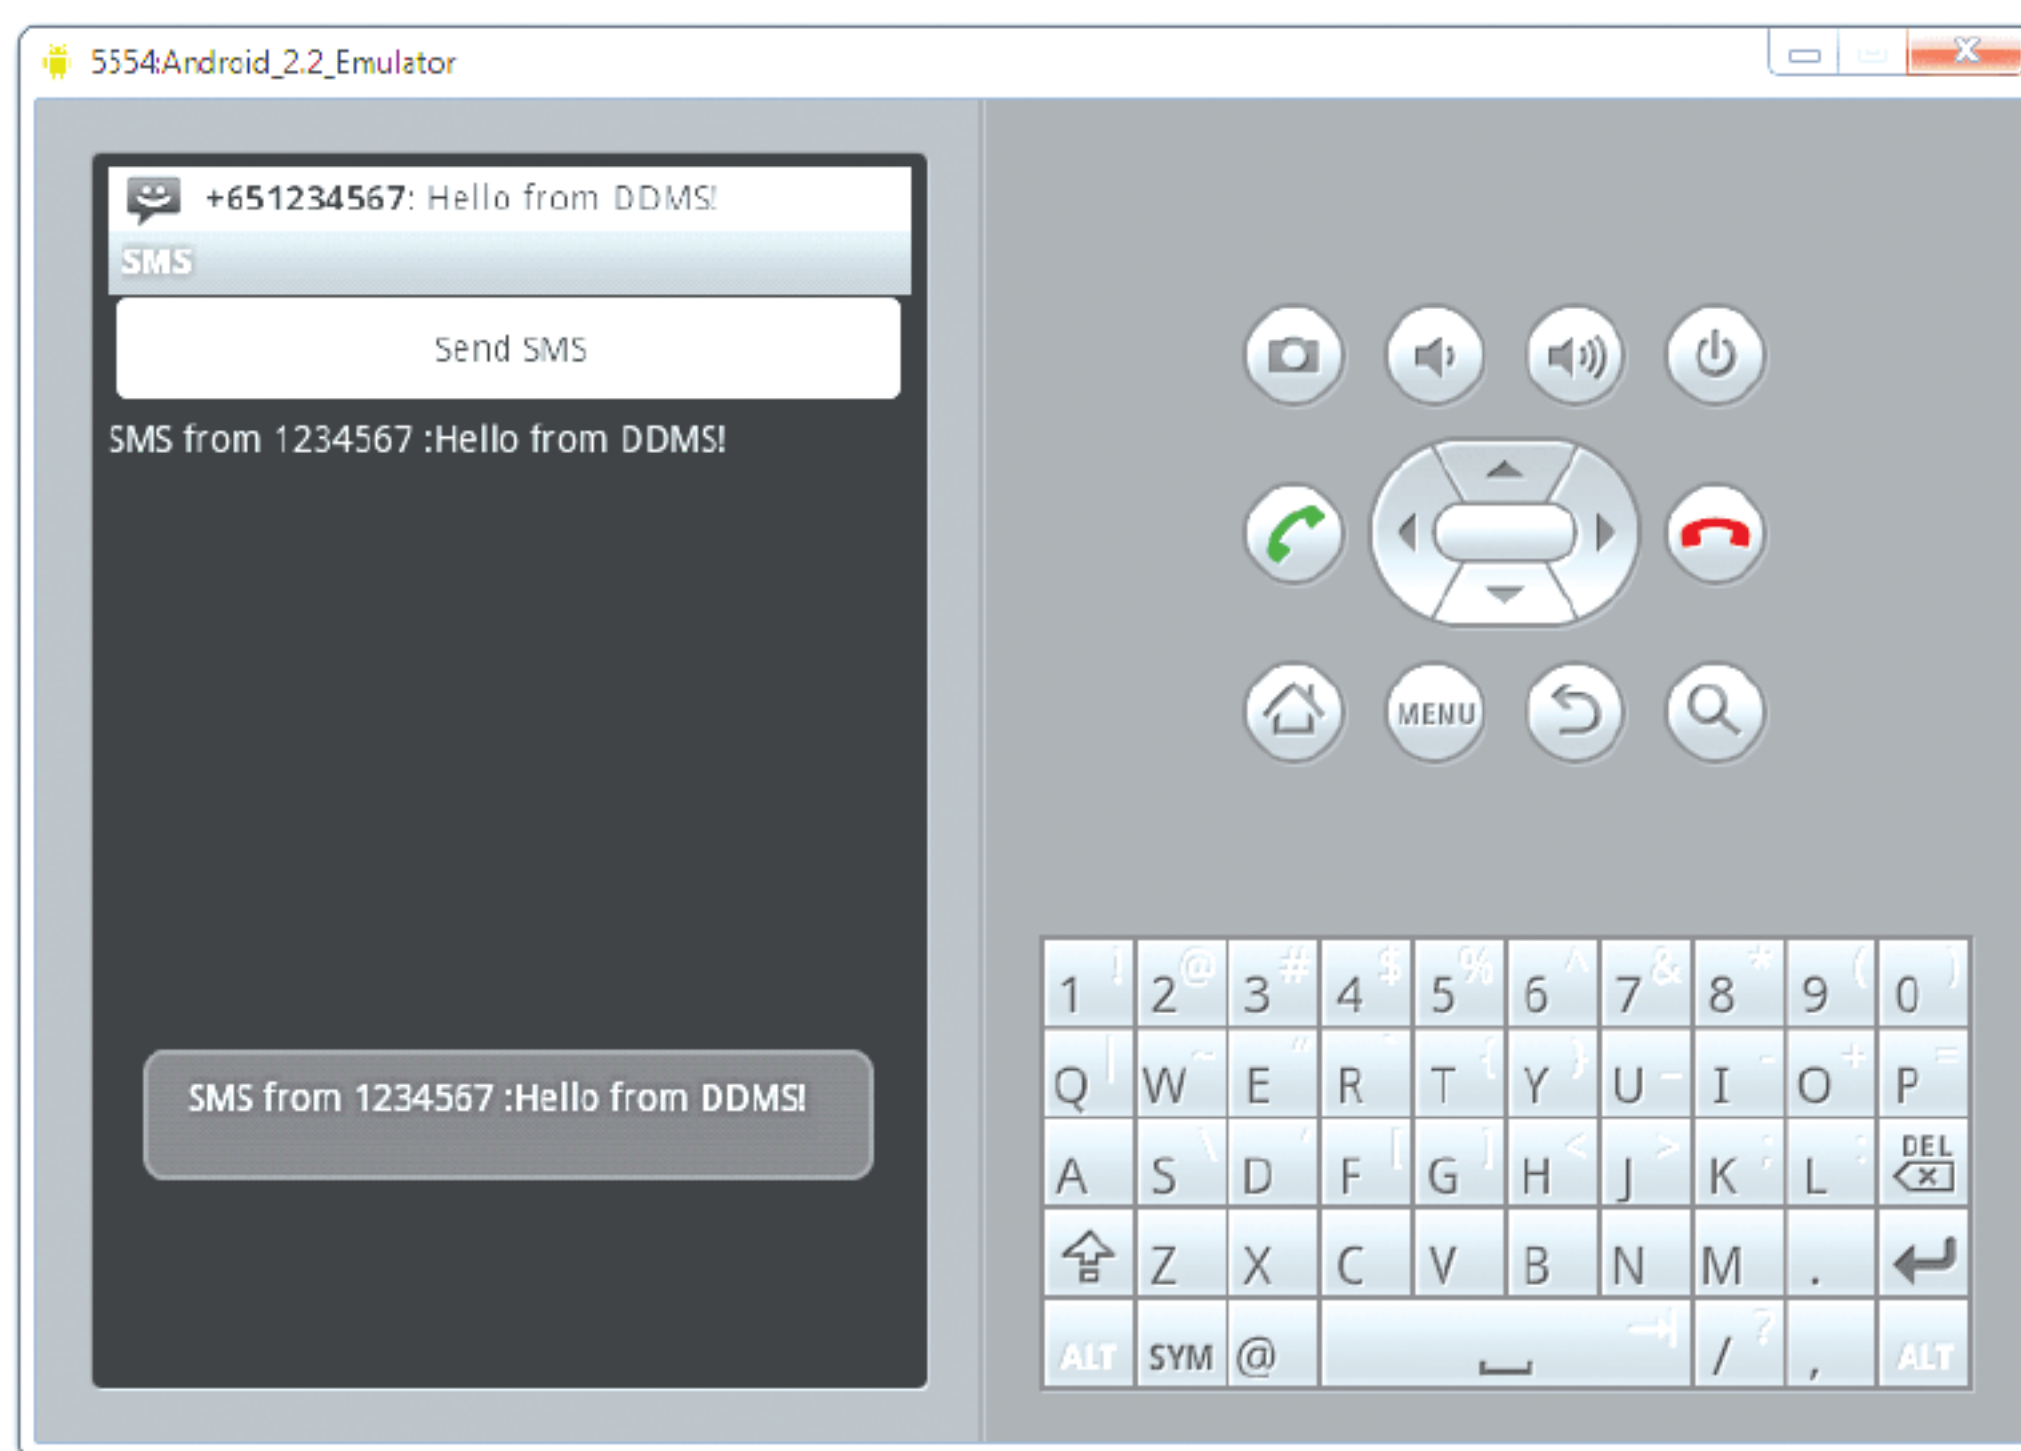 5554:Android_2.2_Emulator
+651234567: Hello from DDMS!
SMS
Send SMS
SMS from 1234567 :Hello from DDMS!
SMS from 1234567 :Hello from DDMS!
MENU
1 ! 2 @ 3 # 4 $ 5 % 6 ^ 7 & 8 * 9 ( 0 )
Q | W ~ E " R ` T { Y } U _ I - O + P =
A S \ D ' F [ G ] H < J > K ; L : DEL
Z X C V B N M .
ALT SYM @ / ? , ALT